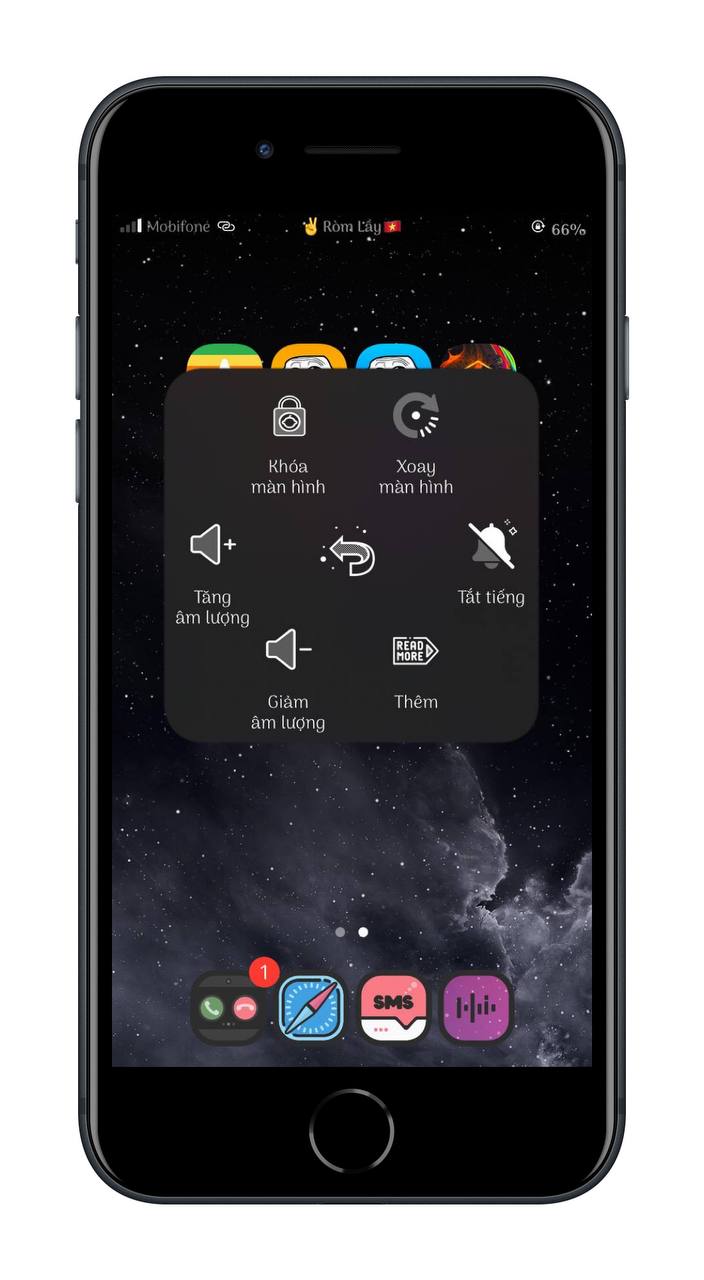 Mobifone
✌️Ròm Lầy🇻🇳
66%
Khóa
màn hình
Xoay
màn hình
Tăng
âm lượng
Tắt tiếng
Giảm
âm lượng
READ
MORE
Thêm
1
SMS